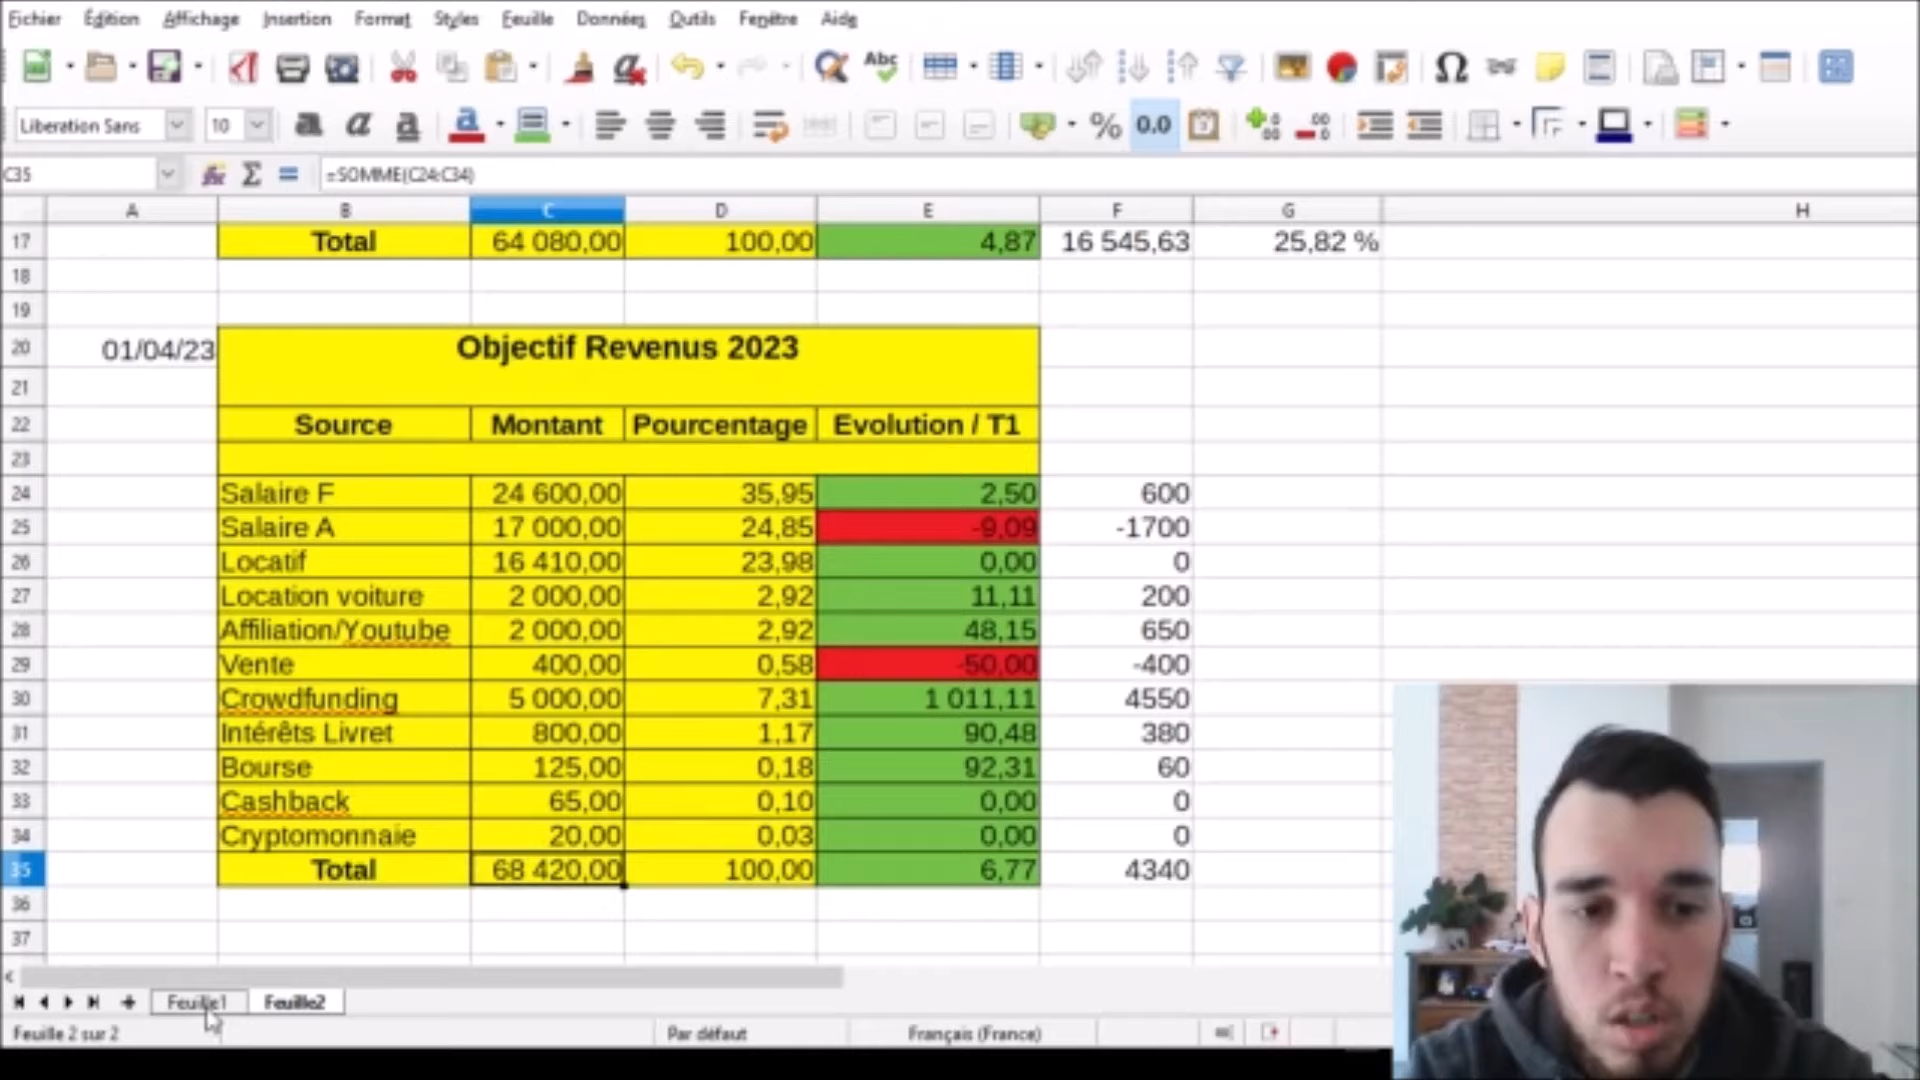 Fichier Édition Affichage Insertion Format Styles Feuille Données Outils Fenêtre Aide
Abc
Liberation Sans 10 a a a a % 0.0
C35 fx Σ = =SOMME(C24:C34)
A B C D E F G H
17 Total 64 080,00 100,00 4,87 16 545,63 25,82 %
18
19
20 01/04/23 Objectif Revenus 2023
21
22 Source Montant Pourcentage Evolution / T1
23
24 Salaire F 24 600,00 35,95 2,50 600
25 Salaire A 17 000,00 24,85 -9,09 -1700
26 Locatif 16 410,00 23,98 0,00 0
27 Location voiture 2 000,00 2,92 11,11 200
28 Affiliation/Youtube 2 000,00 2,92 48,15 650
29 Vente 400,00 0,58 -50,00 -400
30 Crowdfunding 5 000,00 7,31 1 011,11 4550
31 Intérêts Livret 800,00 1,17 90,48 380
32 Bourse 125,00 0,18 92,31 60
33 Cashback 65,00 0,10 0,00 0
34 Cryptomonnaie 20,00 0,03 0,00 0
35 Total 68 420,00 100,00 6,77 4340
36
37
Feuille1 Feuille2
Feuille 2 sur 2 Par défaut Français (France)